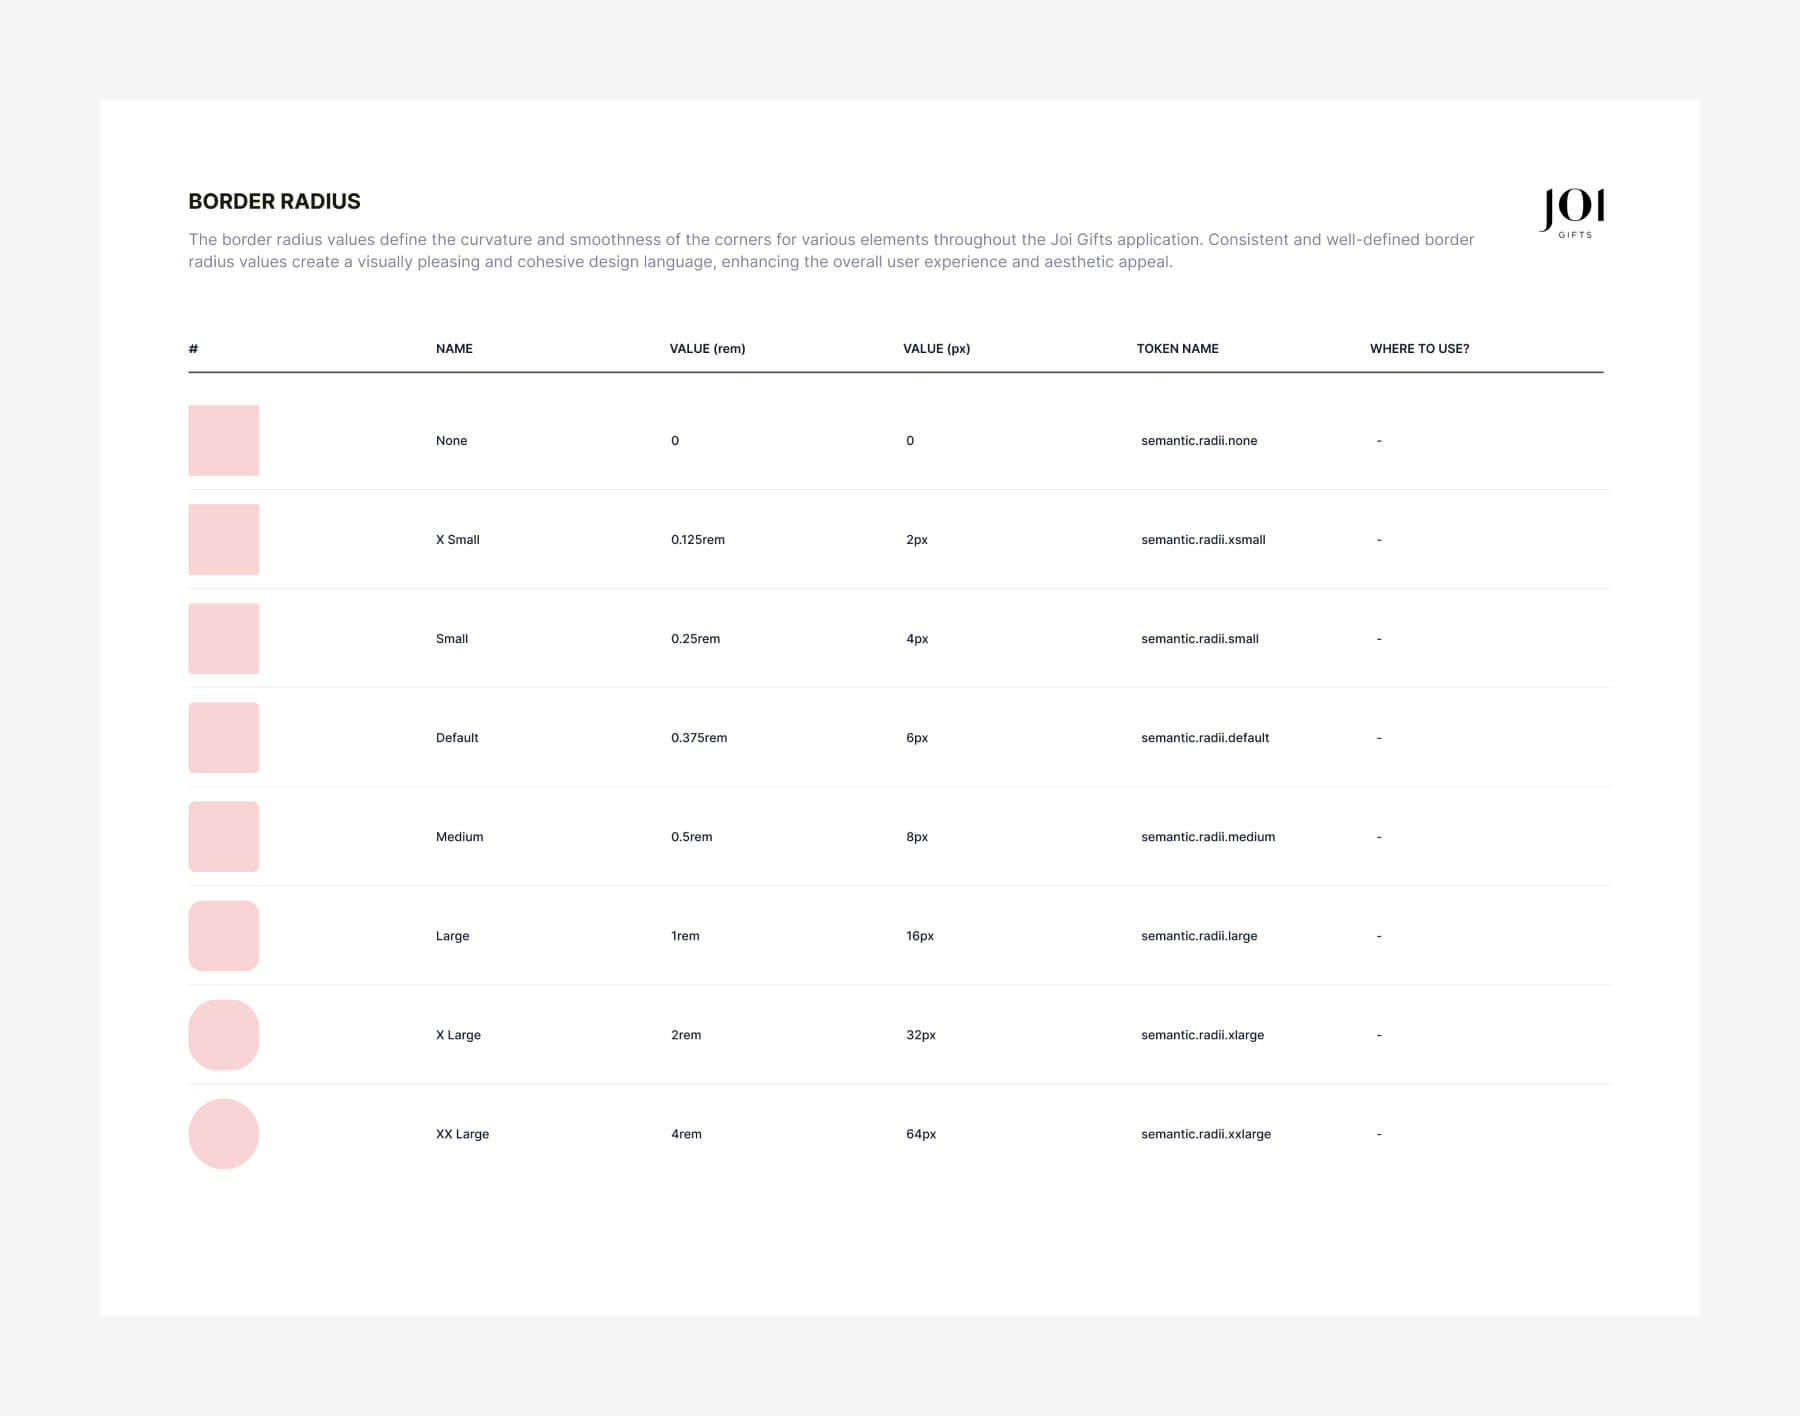 BORDER RADIUS
JOI
GIFTS
The border radius values define the curvature and smoothness of the corners for various elements throughout the Joi Gifts application. Consistent and well-defined border
radius values create a visually pleasing and cohesive design language, enhancing the overall user experience and aesthetic appeal.
# NAME VALUE (rem) VALUE (px) TOKEN NAME WHERE TO USE?
None 0 0 semantic.radii.none -
X Small 0.125rem 2px semantic.radii.xsmall -
Small 0.25rem 4px semantic.radii.small -
Default 0.375rem 6px semantic.radii.default -
Medium 0.5rem 8px semantic.radii.medium -
Large 1rem 16px semantic.radii.large -
X Large 2rem 32px semantic.radii.xlarge -
XX Large 4rem 64px semantic.radii.xxlarge -